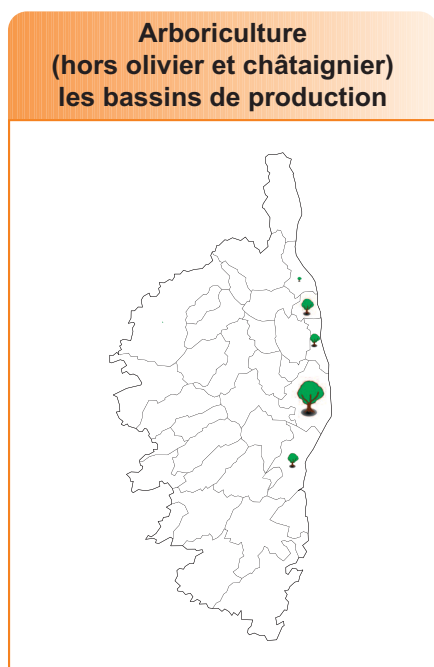 Arboriculture
(hors olivier et châtaignier)
les bassins de production